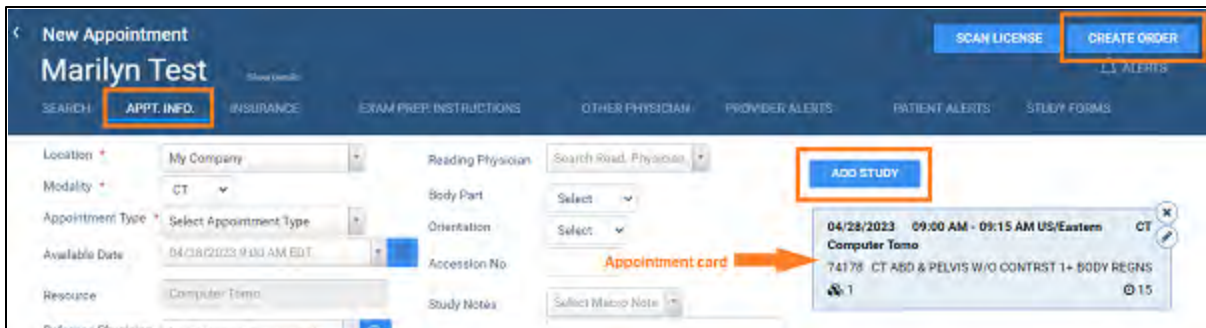 New Appointment
SCAN LICENSE
CREATE ORDER
Marilyn Test
ALERTS
SEARCH
APPT. INFO.
INSURANCE
EXAM PREP. INSTRUCTIONS
OTHER PHYSICIAN
PROVIDER ALERTS
PATIENT ALERTS
STUDY FORMS
Location *
My Company
Reading Physician
Search Read. Physician
ADD STUDY
Modality *
CT
Body Part
Select
Appointment Type *
Select Appointment Type
Orientation
Select
04/28/2023 09:00 AM - 09:15 AM US/Eastern CT
Computer Tomo
Available Date
04/28/2023 9:00 AM EDT
Accession No
Appointment card
74178 CT ABD & PELVIS W/O CONTRST 1+ BODY REGNS
1
15
Resource
Computer Tomo
Study Notes
Select Macro Note